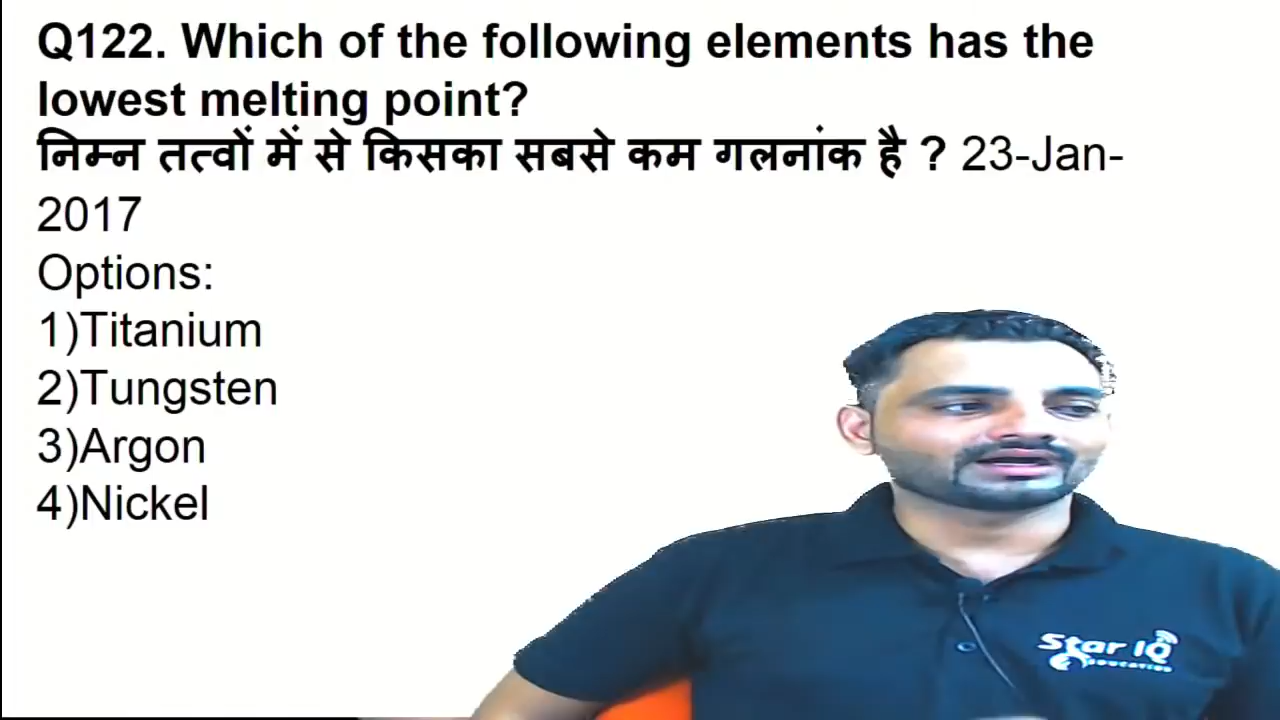 Q122. Which of the following elements has the
lowest melting point?
निम्न तत्वों में से किसका सबसे कम गलनांक है ? 23-Jan-
2017
Options:
1)Titanium
2)Tungsten
3)Argon
4)Nickel
Star IQ
EDUCATION